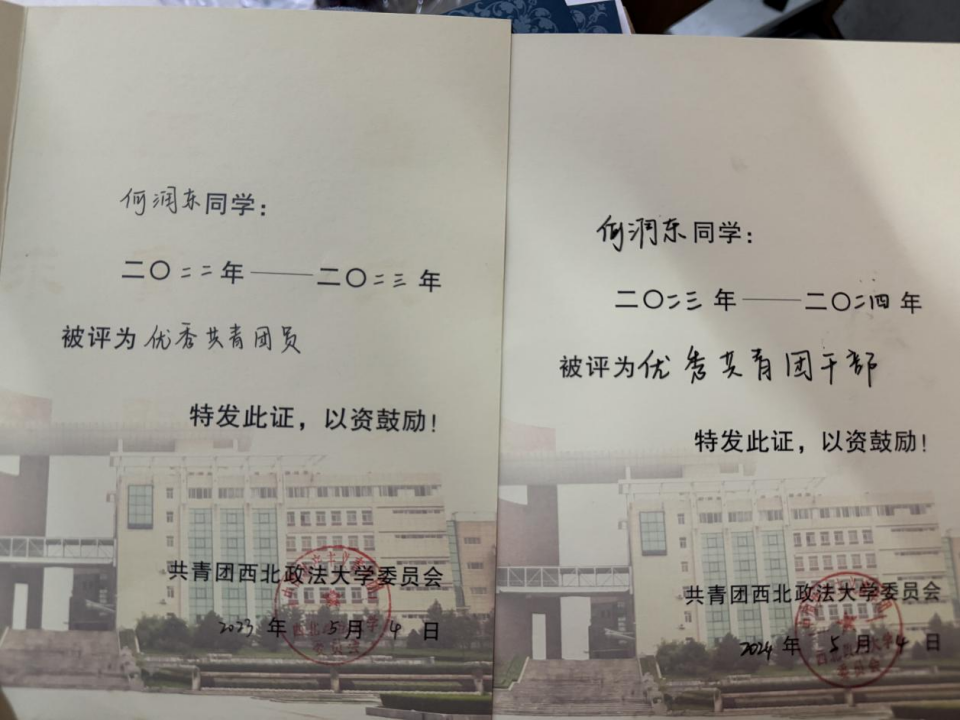 何润东同学：
二〇二二年——二〇二三年
被评为优秀共青团员
特发此证，以资鼓励！
共青团西北政法大学委员会
2023年5月4日
何润东同学：
二〇二三年——二〇二四年
被评为优秀共青团干部
特发此证，以资鼓励！
共青团西北政法大学委员会
2024年5月4日